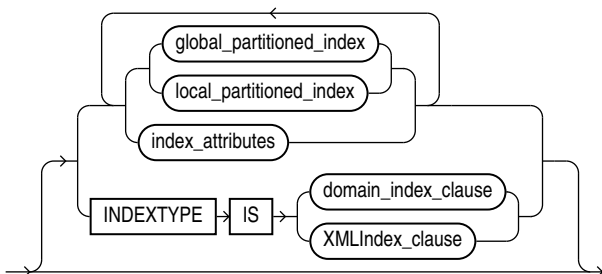 global_partitioned_index
local_partitioned_index
index_attributes
INDEXTYPE IS domain_index_clause
XMLIndex_clause